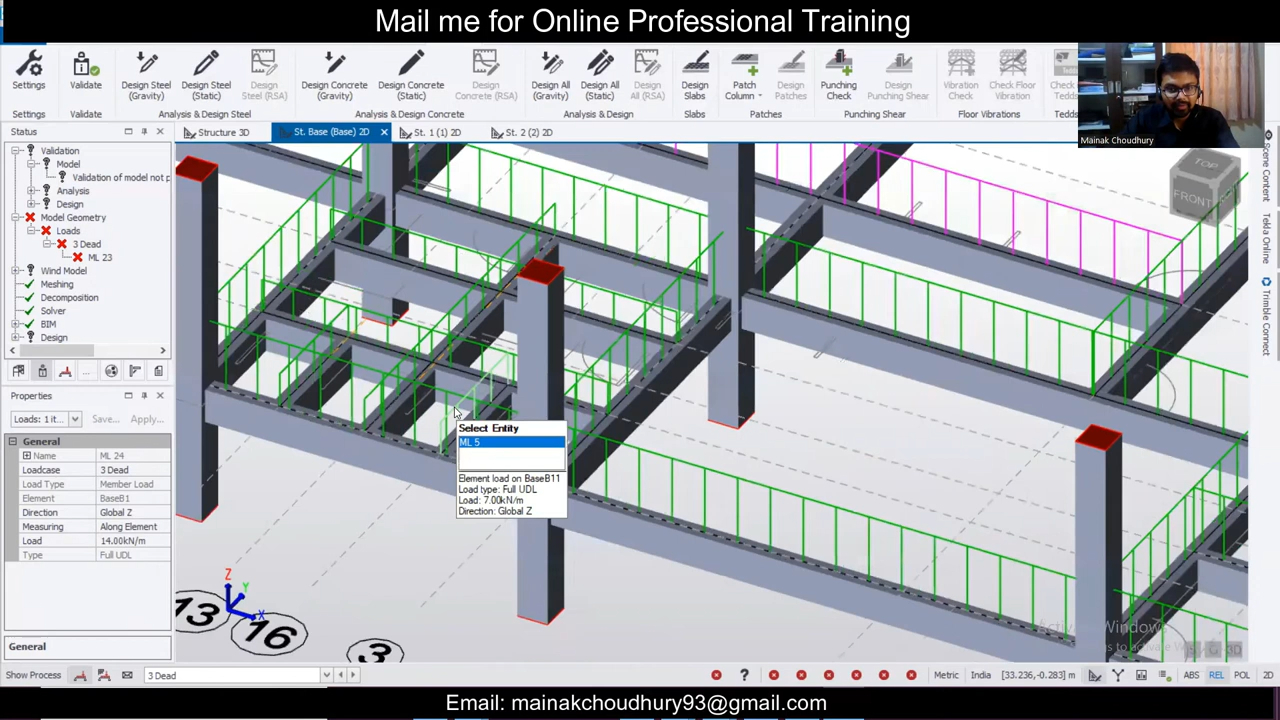 Mail me for Online Professional Training
Settings
Validate
Design Steel
(Gravity)
Design Steel
(Static)
Design
Steel (RSA)
Design Concrete
(Gravity)
Design Concrete
(Static)
Design
Concrete (RSA)
Design All
(Gravity)
Design All
(Static)
Design
All (RSA)
Design
Slabs
Patch
Column
Design
Patches
Punching
Check
Design
Punching Shear
Vibration
Check
Check Floor
Vibration
Settings
Validate
Analysis & Design Steel
Analysis & Design Concrete
Analysis & Design
Slabs
Patches
Punching Shear
Floor Vibrations
Mainak Choudhury
Status
Structure 3D
St. Base (Base) 2D
St. 1 (1) 2D
St. 2 (2) 2D
Validation
Model
Validation of model not p
Analysis
Design
Model Geometry
Loads
3 Dead
ML 23
Wind Model
Meshing
Decomposition
Solver
BIM
Design
Properties
Loads: 1 it...
Save...
Apply...
General
Name ML 24
Loadcase 3 Dead
Load Type Member Load
Element BaseB1
Direction Global Z
Measuring Along Element
Load 14.00kN/m
Type Full UDL
General
Select Entity
ML 5
Element load on BaseB11
Load type: Full UDL
Load: 7.00kN/m
Direction: Global Z
TOP
FRONT
Scene Content
Tekla Online
Trimble Connect
Z
Y
X
13
16
3
Show Process
3 Dead
Metric
India
[33.236,-0.283] m
ABS
REL
POL
2D
Email: mainakchoudhury93@gmail.com